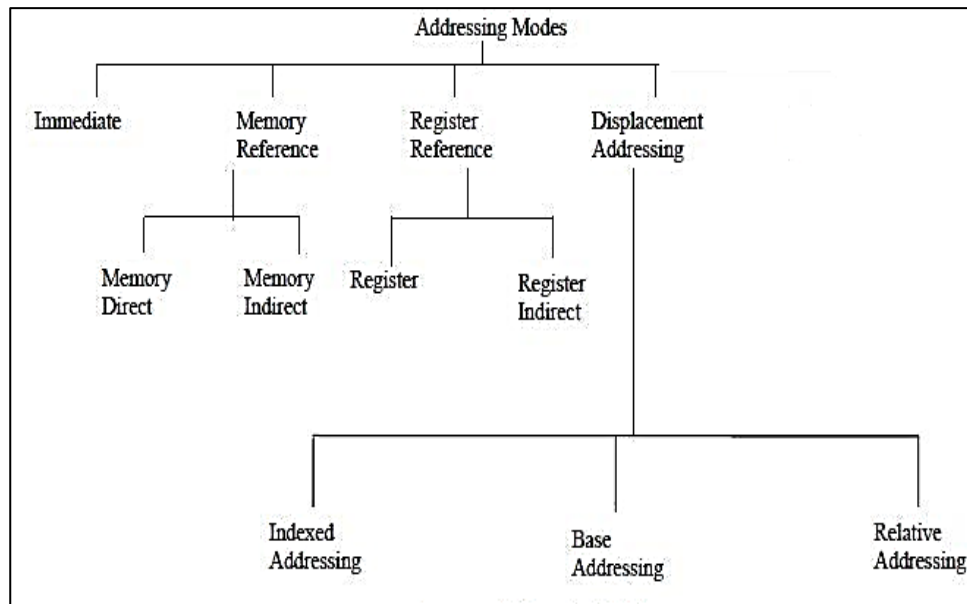 Addressing Modes
Immediate
Memory
Reference
Register
Reference
Displacement
Addressing
Memory
Direct
Memory
Indirect
Register
Register
Indirect
Indexed
Addressing
Base
Addressing
Relative
Addressing